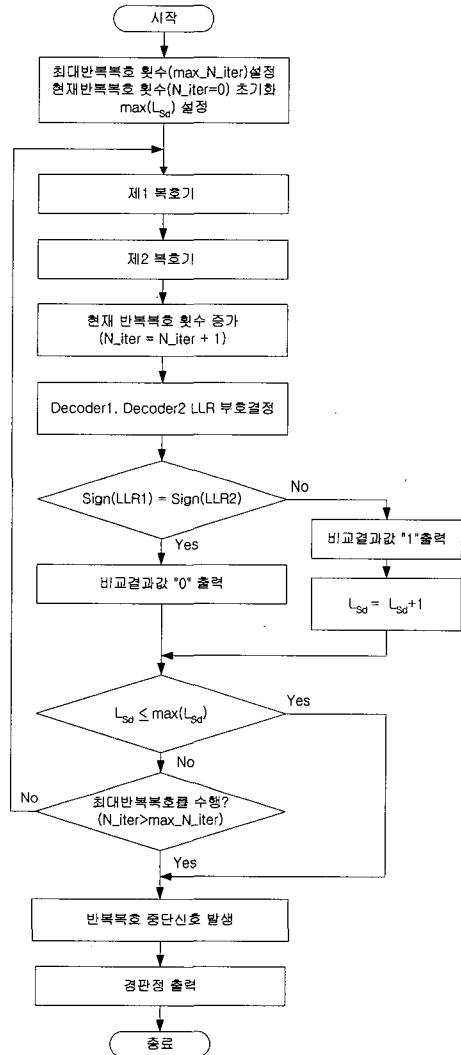 시작
최대반복복호 횟수(max_N_iter)설정
현재반복복호 횟수(N_iter=0) 초기화
max(L_Sd) 설정
제1 복호기
제2 복호기
현재 반복복호 횟수 증가
(N_iter = N_iter + 1)
Decoder1, Decoder2 LLR 부호결정
Sign(LLR1) = Sign(LLR2)
No
Yes
비교결과값 "1"출력
비교결과값 "0" 출력
L_Sd = L_Sd+1
L_Sd ≤ max(L_Sd)
Yes
No
No
최대반복복호를 수행?
(N_iter>max_N_iter)
Yes
반복복호 중단신호 발생
경판정 출력
종료